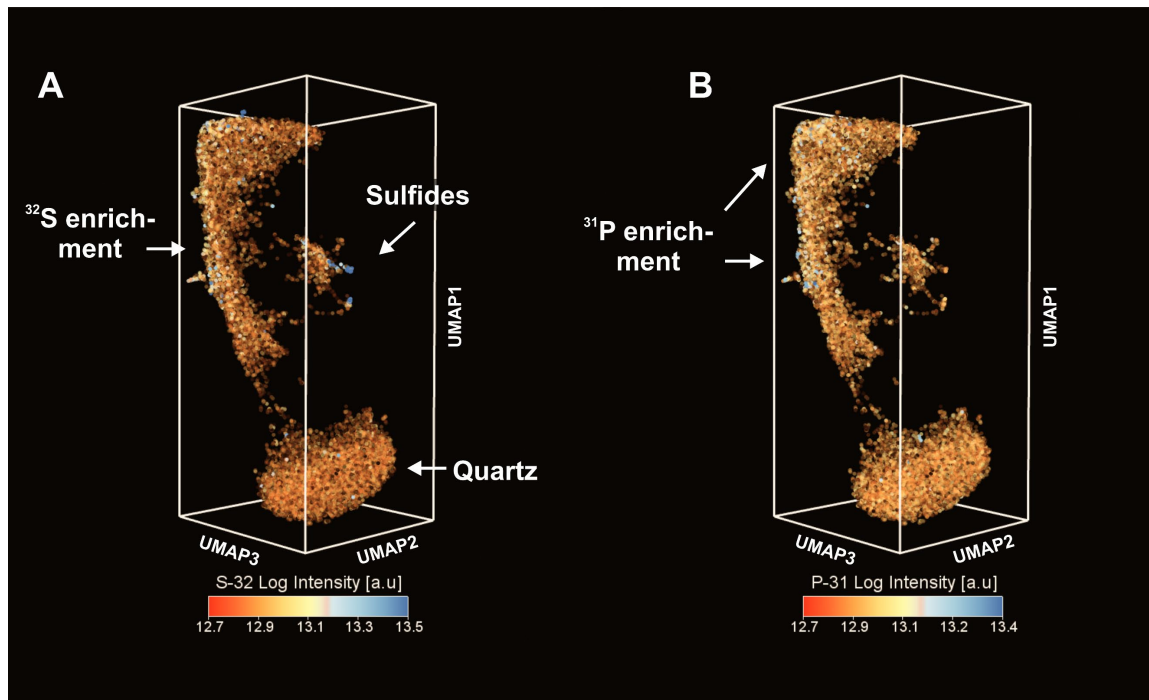 A
B
Sulfides
³²S enrich-
ment
³¹P enrich-
ment
UMAP1
UMAP1
Quartz
UMAP3
UMAP2
UMAP3
UMAP2
S-32 Log Intensity [a.u]
P-31 Log Intensity [a.u]
12.7 12.9 13.1 13.3 13.5
12.7 12.9 13.1 13.2 13.4